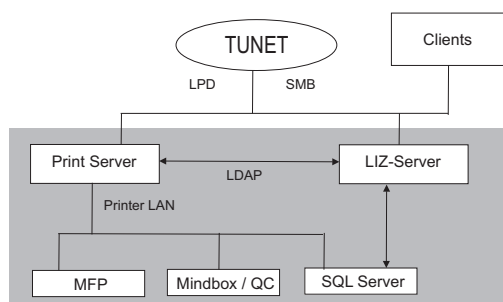 TUNET
Clients
LPD
SMB
Print Server
LIZ-Server
LDAP
Printer LAN
MFP
Mindbox / QC
SQL Server